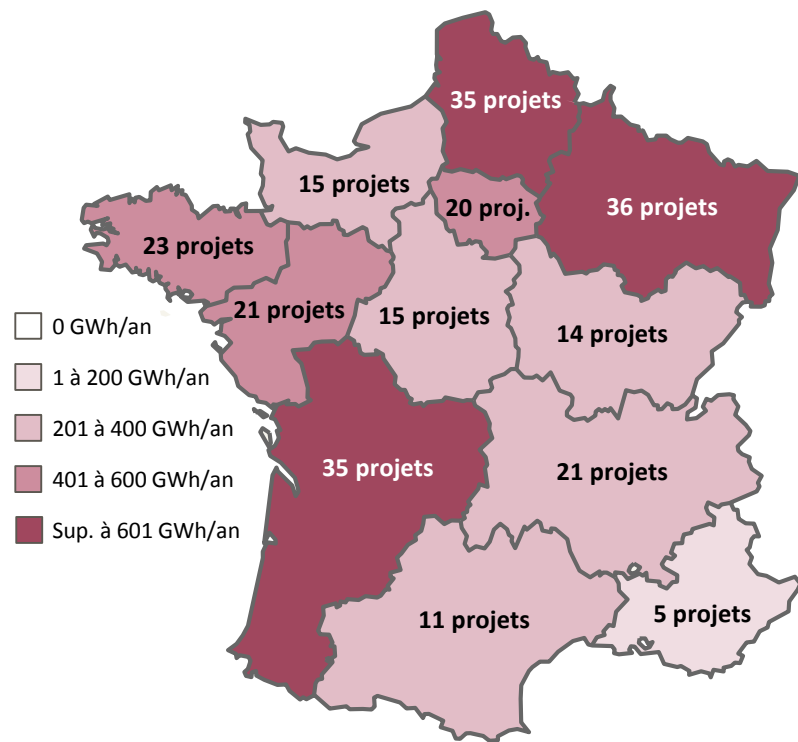 35 projets
15 projets
20 proj.
36 projets
23 projets
21 projets
15 projets
14 projets
35 projets
21 projets
11 projets
5 projets
0 GWh/an
1 à 200 GWh/an
201 à 400 GWh/an
401 à 600 GWh/an
Sup. à 601 GWh/an